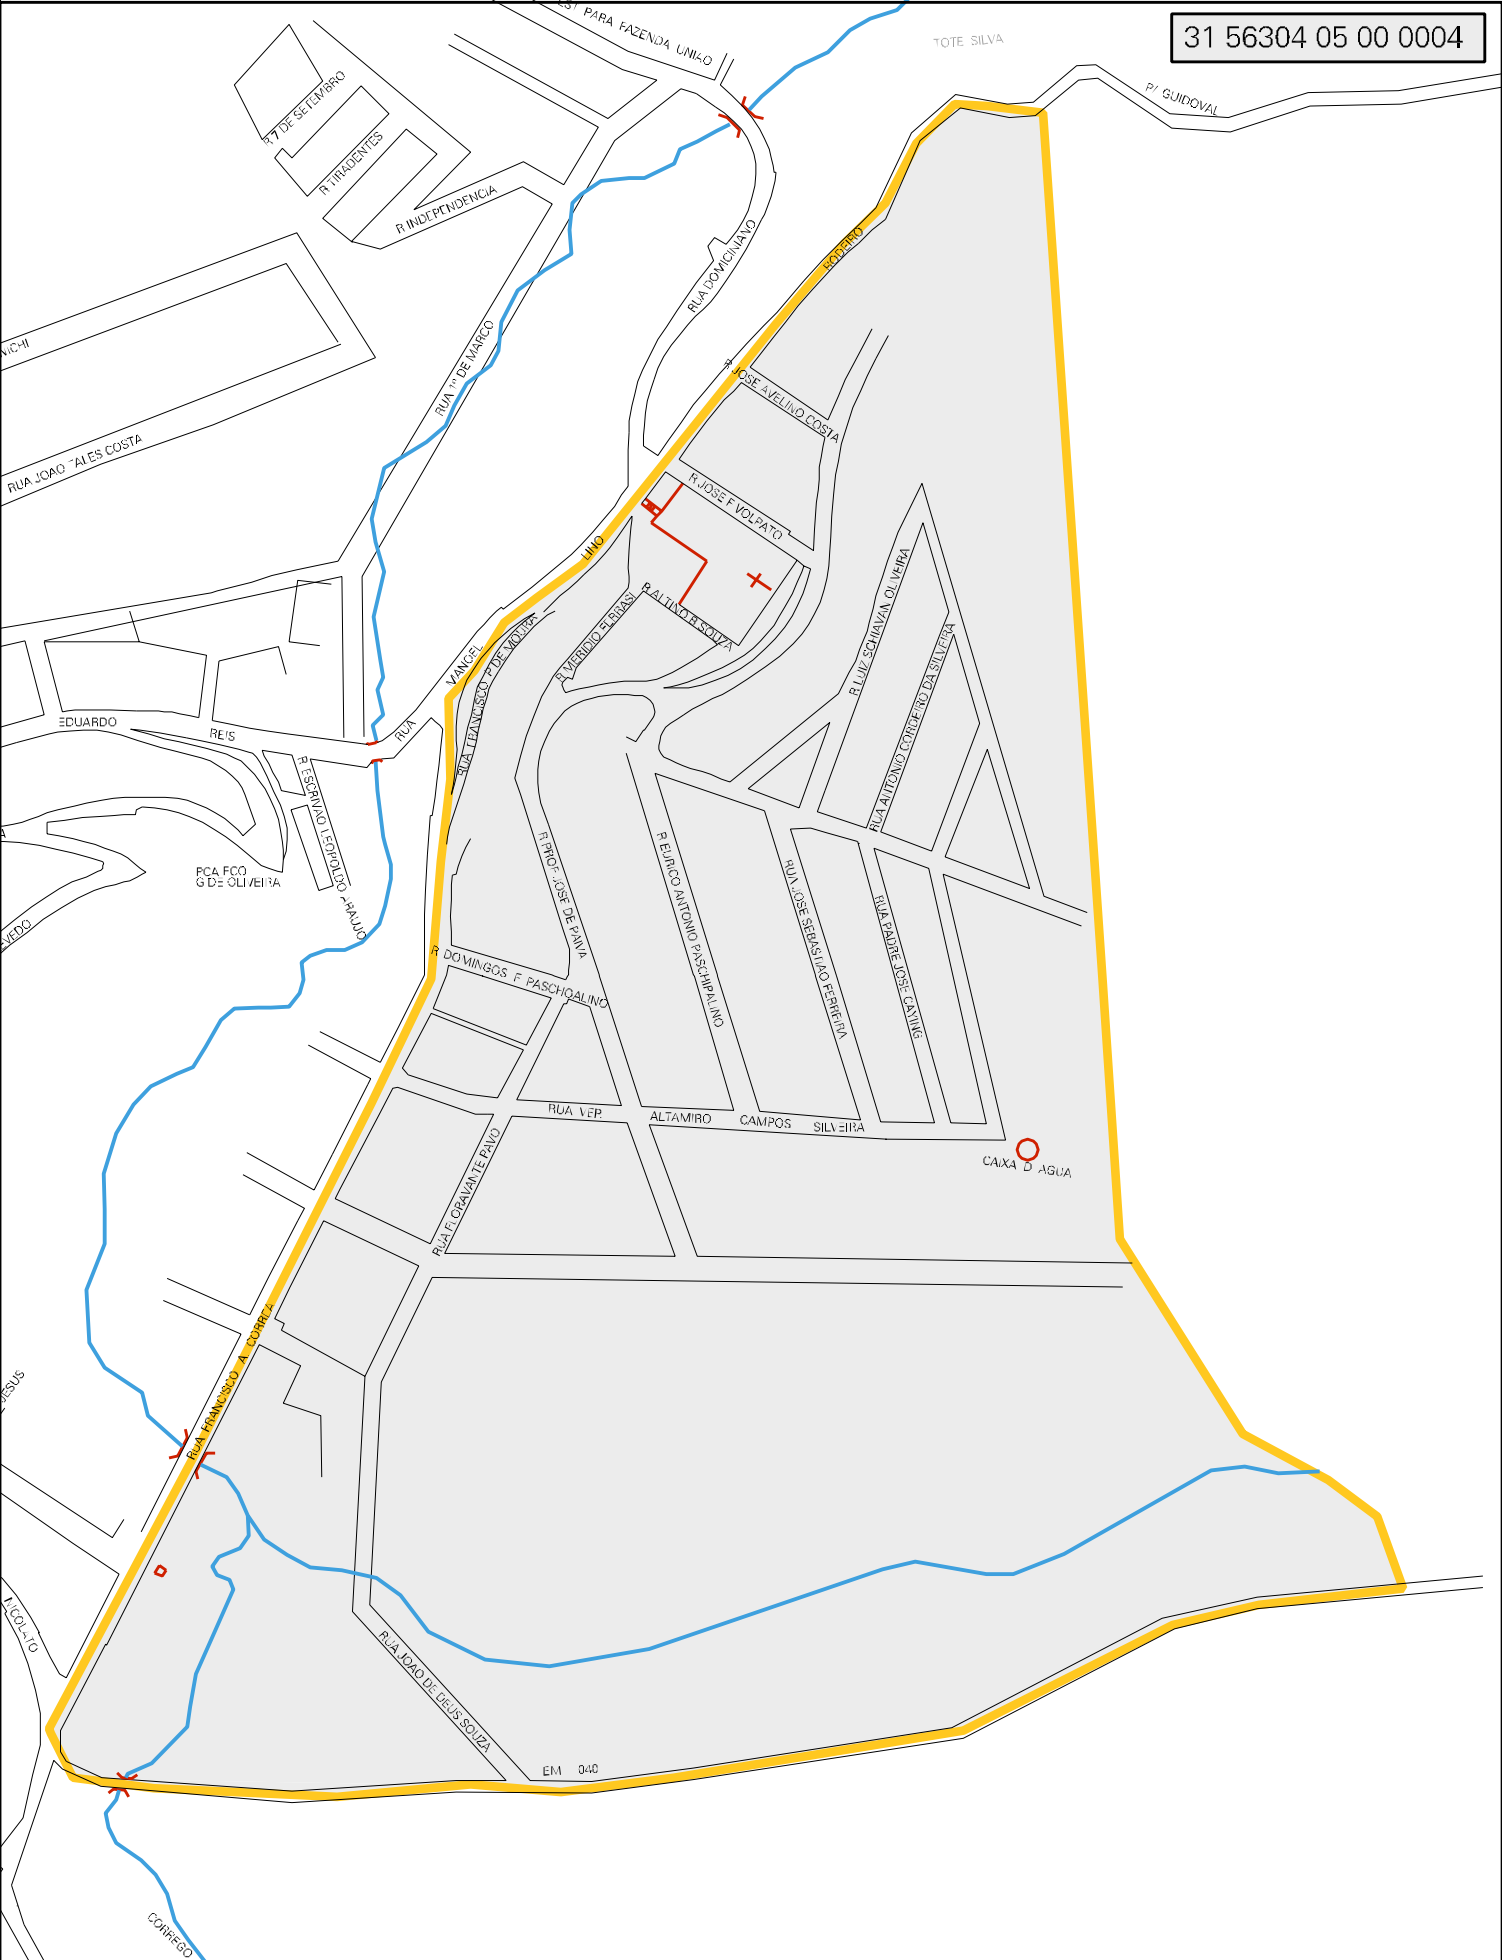 EST PARA FAZENDA UNIAO
TOTE SILVA
31 56304 05 00 0004
P/ GUIDOVAL
R 7 DE SETEMBRO
R TIRADENTES
R INDEPENDENCIA
RUA DOMICINIANO
RODEIRO
RUA 1º DE MARCO
R JOSE AVELINO COSTA
RUA JOAO TALES COSTA
R JOSE F VOLPATO
LINO
R ALTINO B SOUZA
R MERIDIO FERRASI
R LUIZ SCHIAVAN OLIVEIRA
RUA ANTONIO CORDEIRO DA SILVEIRA
MANOEL
RUA FRANCISCO P DE MOURA
EDUARDO
REIS
RUA
R ESCRIVAO LEOPOLDO ARAUJO
PCA FCO
G DE OLIVEIRA
EVEDO
R PROF JOSE DE PAIVA
R EURICO ANTONIO PASCHIPALINO
RUA JOSE SEBASTIAO FERREIRA
RUA PADRE JOSE CAYING
R DOMINGOS F PASCHOALINO
RUA VER.
ALTAMIRO
CAMPOS
SILVEIRA
CAIXA D AGUA
RUA FIORAVANTE PAVO
RUA FRANCISCO A CORREA
JESUS
NICOLATO
RUA JOAO DE DEUS SOUZA
EM 040
CORREGO